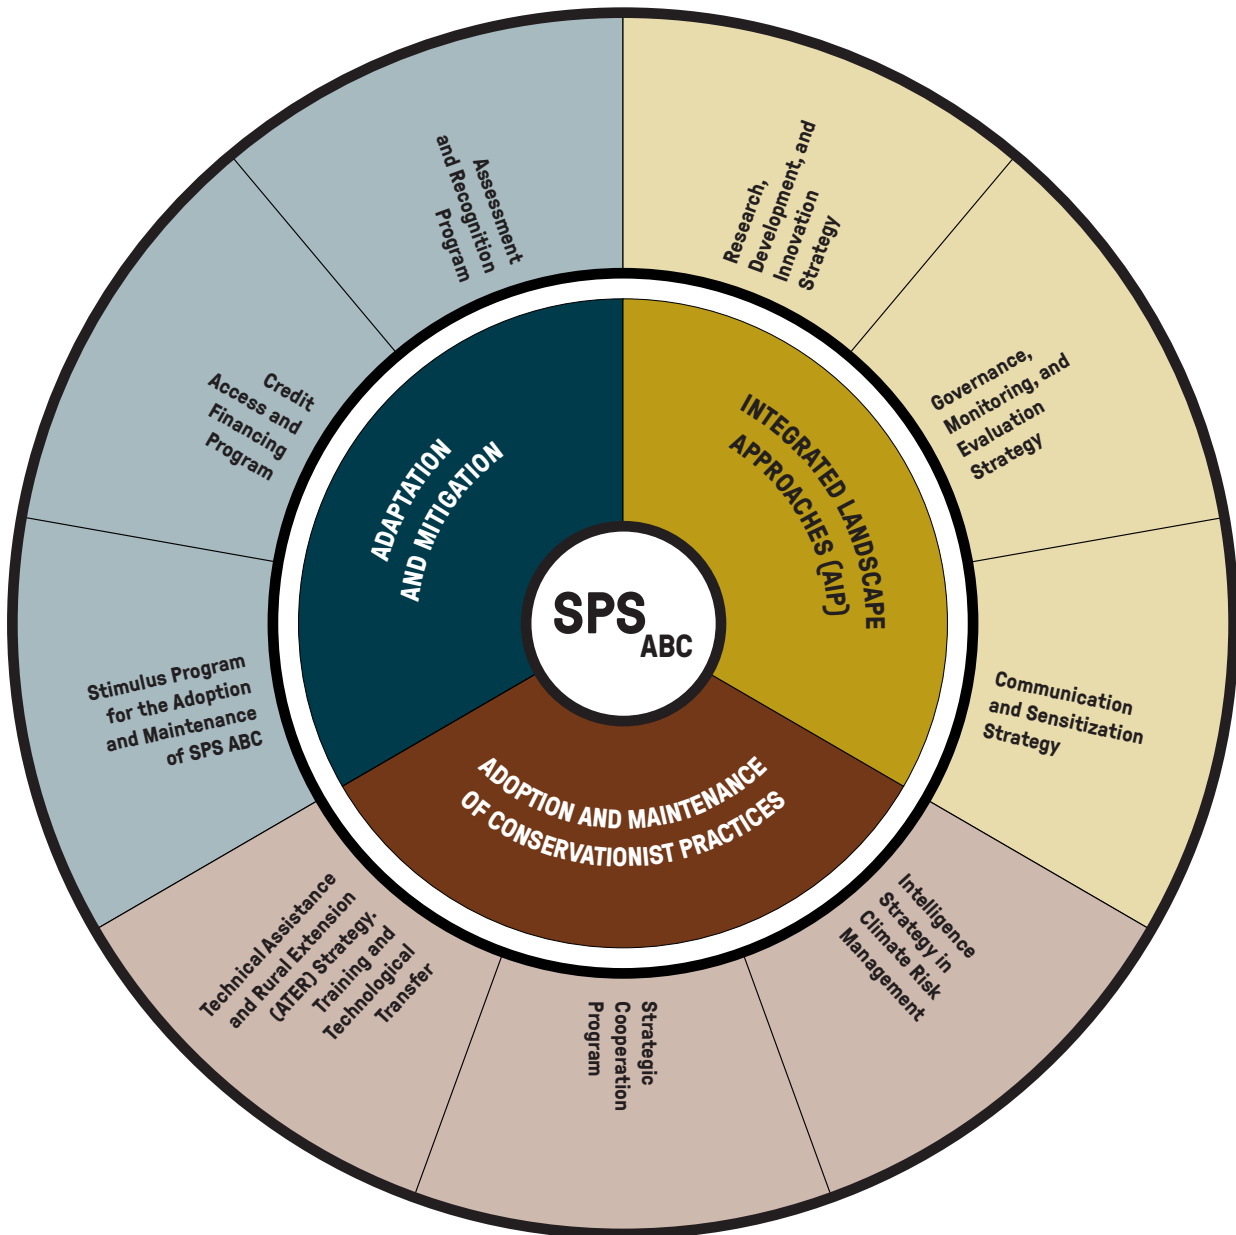 SPS
ABC
INTEGRATED LANDSCAPE
APPROACHES (AIP)
ADOPTION AND MAINTENANCE
OF CONSERVATIONIST PRACTICES
ADAPTATION
AND MITIGATION
Research,
Development, and
Innovation
Strategy
Governance,
Monitoring, and
Evaluation
Strategy
Communication
and Sensitization
Strategy
Intelligence
Strategy in
Climate Risk
Management
Strategic
Cooperation
Program
Technical Assistance
and Rural Extension
(ATER) Strategy.
Training and
Technological
Transfer
Stimulus Program
for the Adoption
and Maintenance
of SPS ABC
Credit
Access and
Financing
Program
Assessment
and Recognition
Program